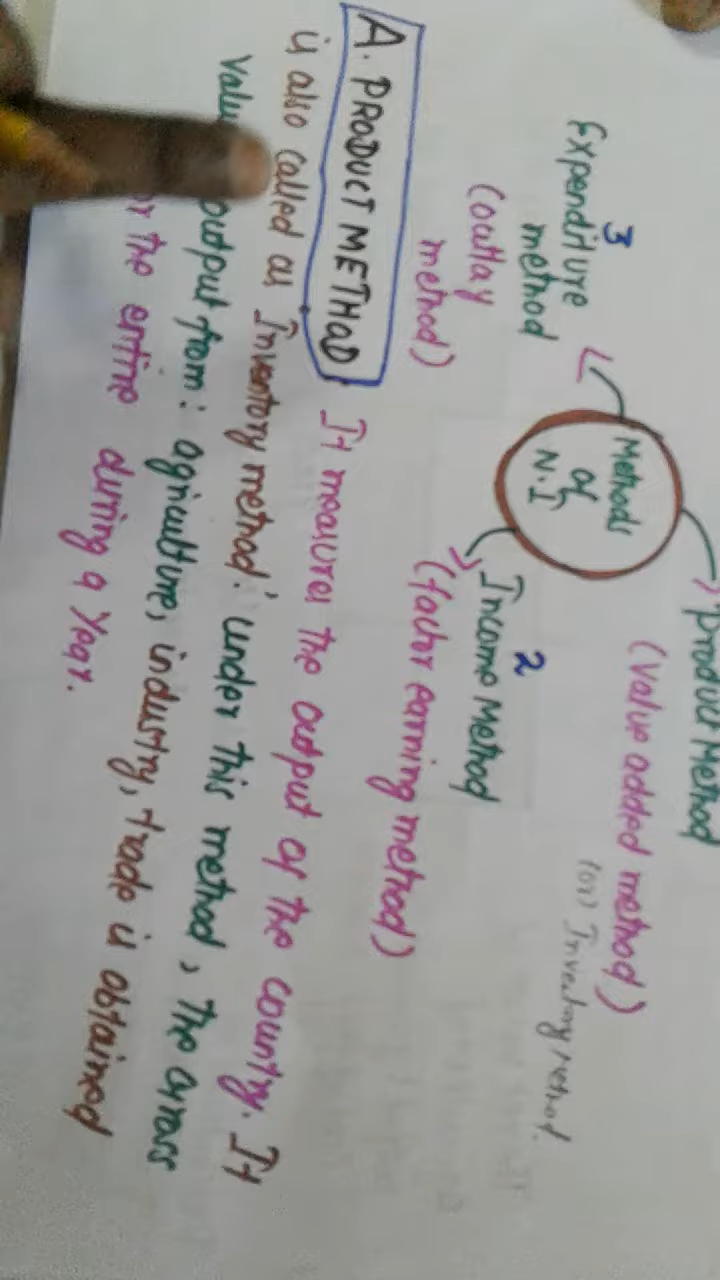 Product Method
(Value added method)
(or) Inventory method.
Methods
of
N.I
3
Expenditure
method
(outlay
method)
2
Income Method
(factor earning method)
A. PRODUCT METHOD It measures the output of the country. It
is also called as Inventory method. under this method, the gross
output from: agriculture, industry, trade is obtained
the entire during a year.